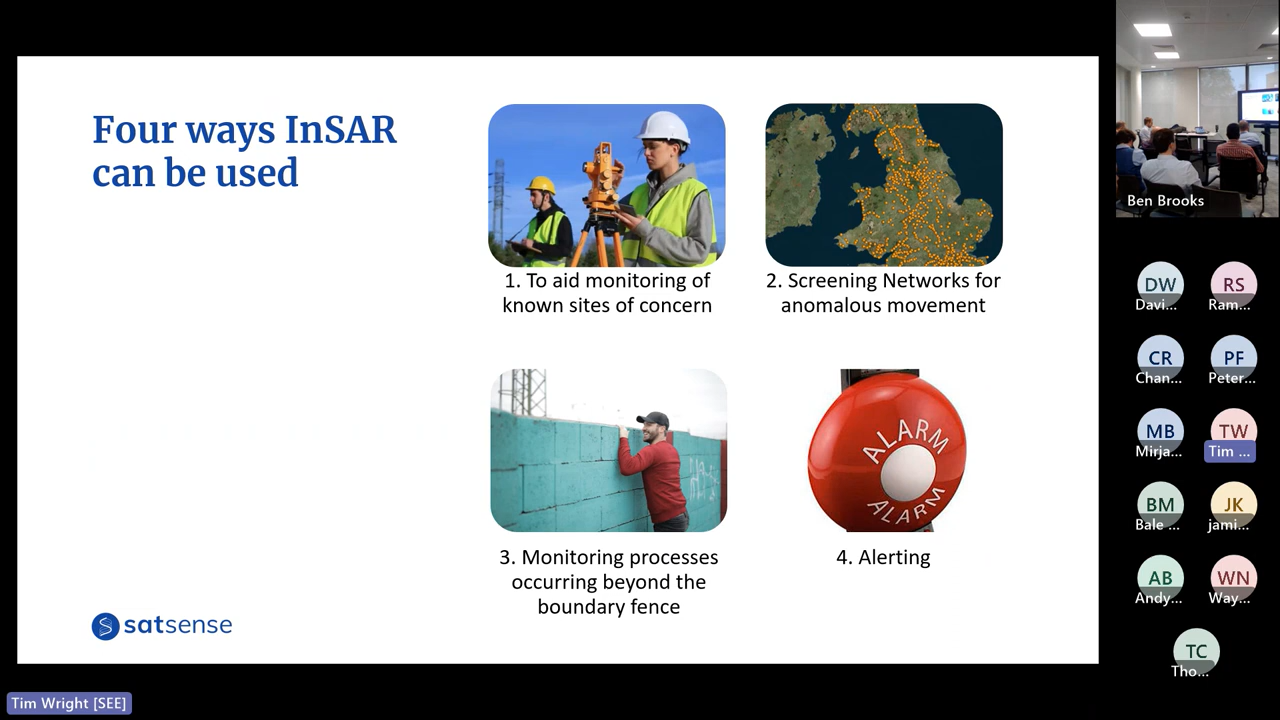 Four ways InSAR
can be used
1. To aid monitoring of
known sites of concern
2. Screening Networks for
anomalous movement
ALARM
ALARM
3. Monitoring processes
occurring beyond the
boundary fence
4. Alerting
satsense
Tim Wright [SEE]
Ben Brooks
DW
Davi...
RS
Ram...
CR
Chan...
PF
Peter...
MB
Mirja...
TW
Tim ...
BM
Bale ...
JK
jami...
AB
Andy...
WN
Way...
TC
Tho...